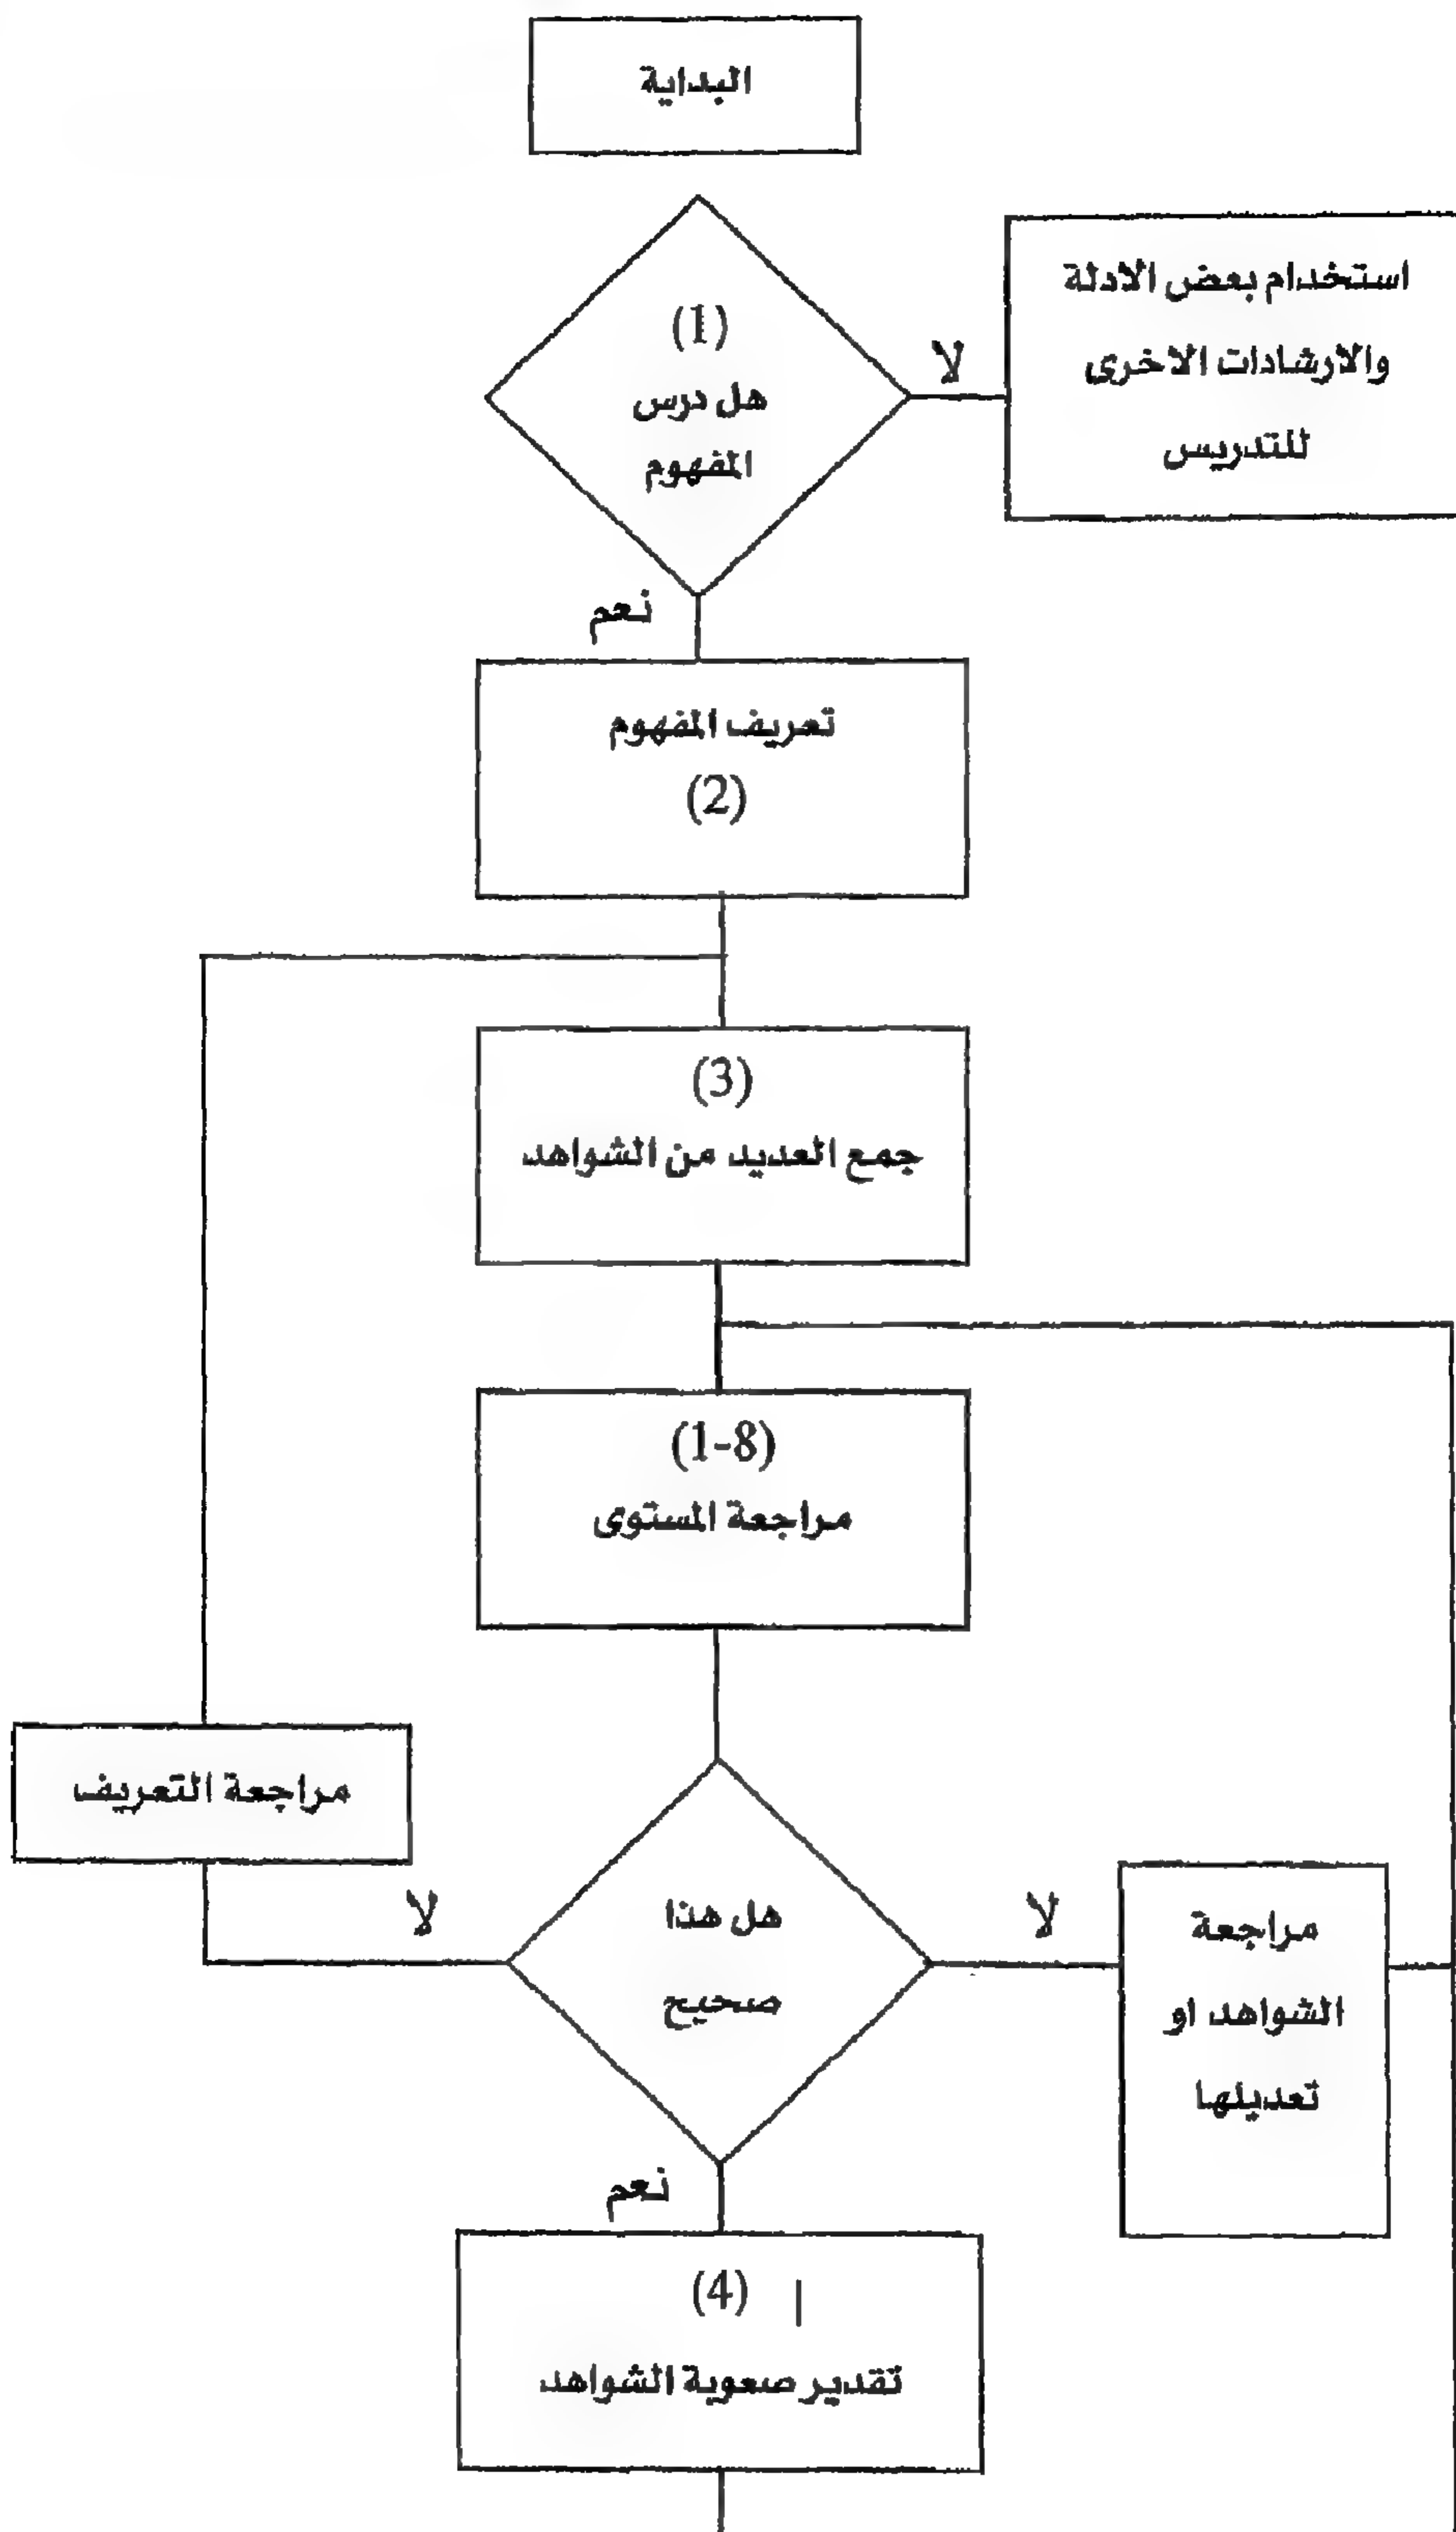 البداية
(1)
هل درس
المفهوم
لا
استخدام بعض الادلة
والارشادات الاخرى
للتدريس
نعم
تعريف المفهوم
(2)
(3)
جمع العديد من الشواهد
(1-8)
مراجعة المستوى
مراجعة التعريف
لا
هل هذا
صحيح
لا
مراجعة
الشواهد او
تعديلها
نعم
(4)
تقدير صعوبة الشواهد